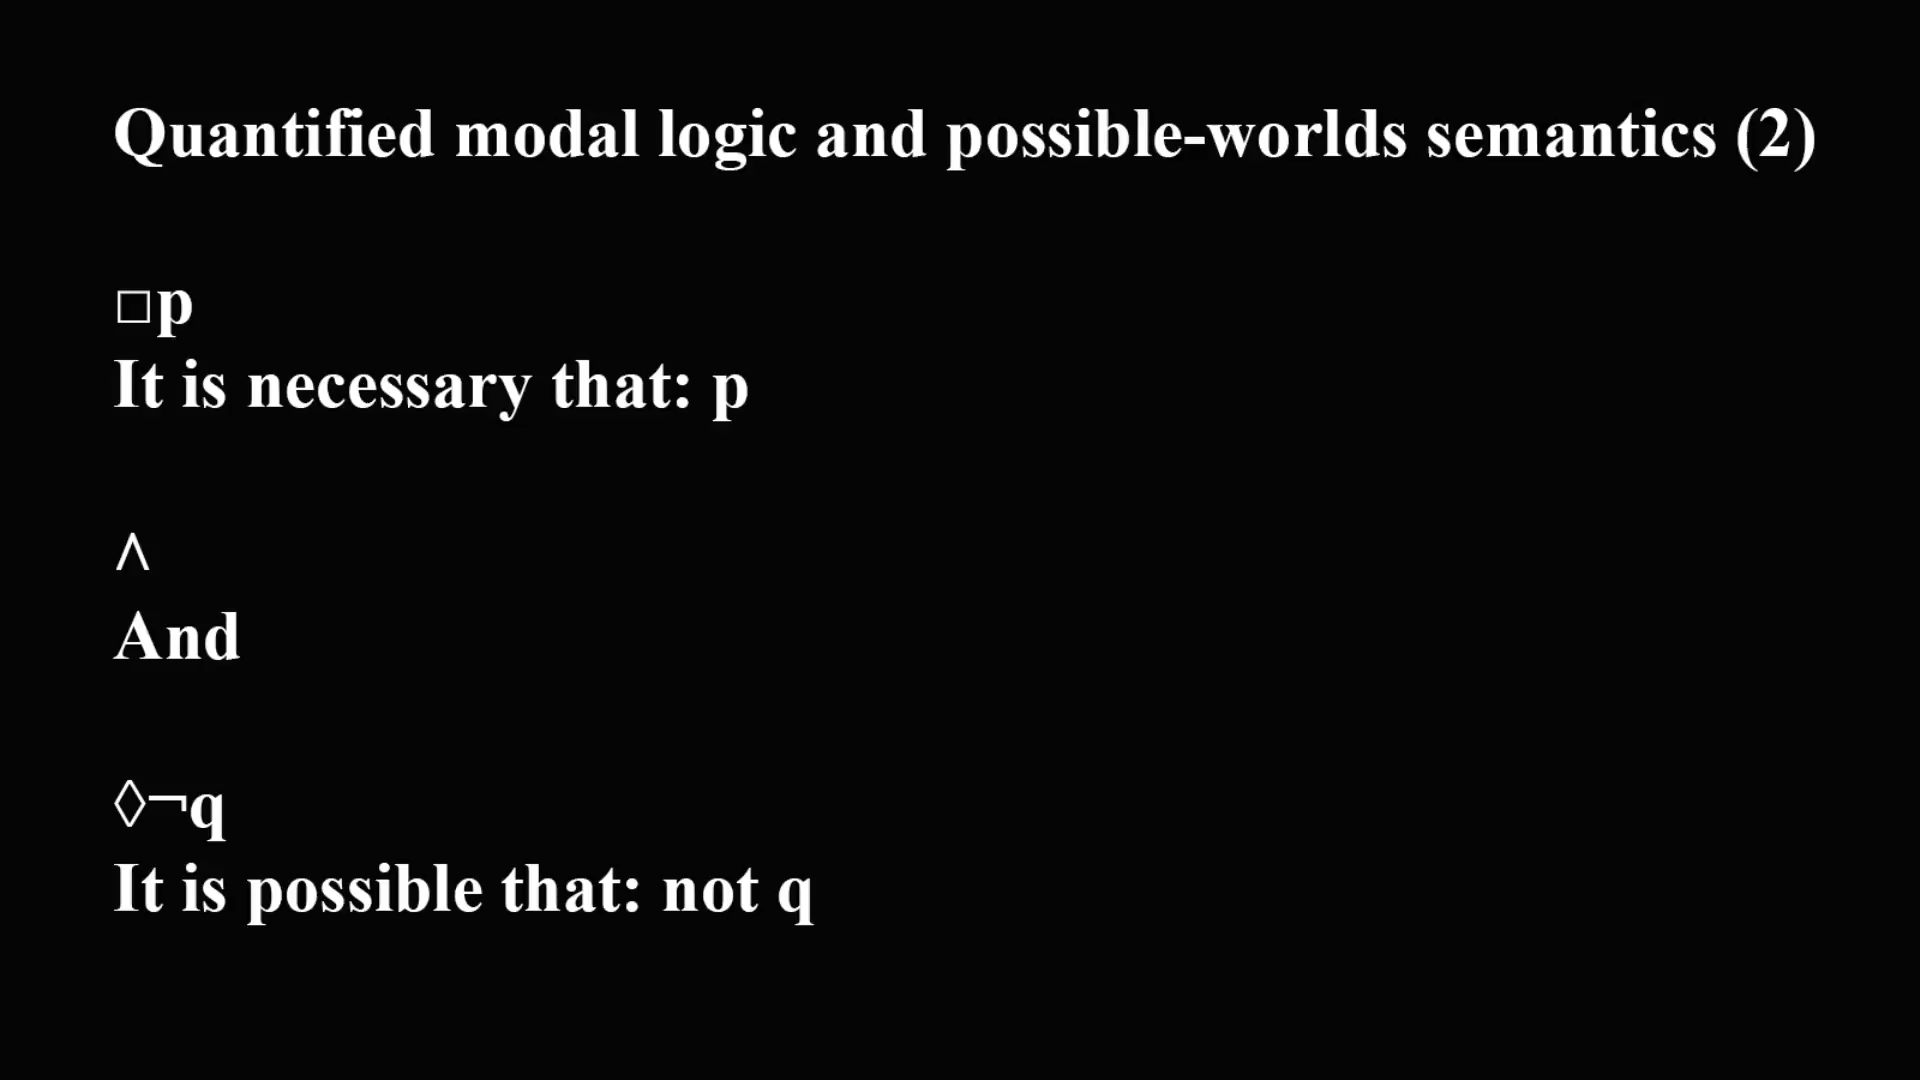 Quantified modal logic and possible-worlds semantics (2)
□p
It is necessary that: p
∧
And
◊¬q
It is possible that: not q